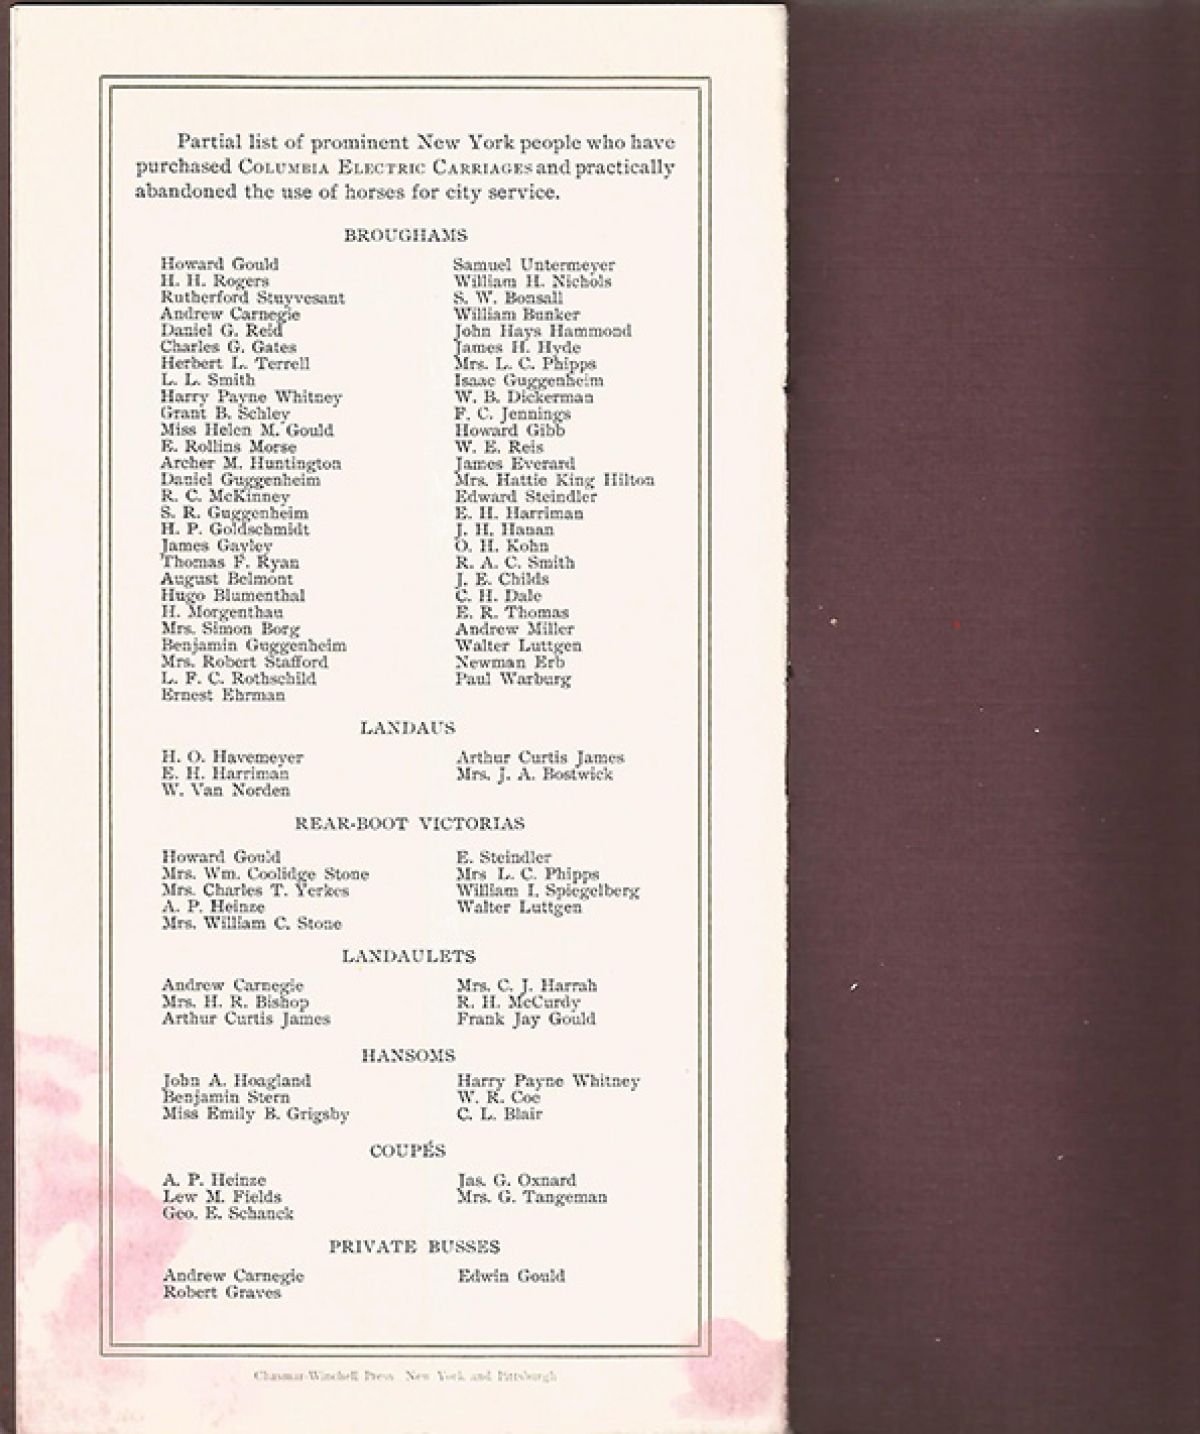 Partial list of prominent New York people who have
purchased COLUMBIA ELECTRIC CARRIAGES and practically
abandoned the use of horses for city service.
BROUGHAMS
Howard Gould
H. H. Rogers
Rutherford Stuyvesant
Andrew Carnegie
Daniel G. Reid
Charles G. Gates
Herbert L. Terrell
L. L. Smith
Harry Payne Whitney
Grant B. Schley
Miss Helen M. Gould
E. Rollins Morse
Archer M. Huntington
Daniel Guggenheim
R. C. McKinney
S. R. Guggenheim
H. P. Goldschmidt
James Gayley
Thomas F. Ryan
August Belmont
Hugo Blumenthal
H. Morgenthau
Mrs. Simon Borg
Benjamin Guggenheim
Mrs. Robert Stafford
L. F. C. Rothschild
Ernest Ehrman
Samuel Untermeyer
William H. Nichols
S. W. Bonsall
William Bunker
John Hays Hammond
James H. Hyde
Mrs. L. C. Phipps
Isaac Guggenheim
W. B. Dickerman
F. C. Jennings
Howard Gibb
W. E. Reis
James Everard
Mrs. Hattie King Hilton
Edward Steindler
E. H. Harriman
J. H. Hanan
O. H. Kohn
R. A. C. Smith
J. E. Childs
C. H. Dale
E. R. Thomas
Andrew Miller
Walter Luttgen
Newman Erb
Paul Warburg
LANDAUS
H. O. Havemeyer
E. H. Harriman
W. Van Norden
Arthur Curtis James
Mrs. J. A. Bostwick
REAR-BOOT VICTORIAS
Howard Gould
Mrs. Wm. Coolidge Stone
Mrs. Charles T. Yerkes
A. P. Heinze
Mrs. William C. Stone
E. Steindler
Mrs L. C. Phipps
William I. Spiegelberg
Walter Luttgen
LANDAULETS
Andrew Carnegie
Mrs. H. R. Bishop
Arthur Curtis James
Mrs. C. J. Harrah
R. H. McCurdy
Frank Jay Gould
HANSOMS
John A. Hoagland
Benjamin Stern
Miss Emily B. Grigsby
Harry Payne Whitney
W. R. Coe
C. L. Blair
COUPÉS
A. P. Heinze
Lew M. Fields
Geo. E. Schanck
Jas. G. Oxnard
Mrs. G. Tangeman
PRIVATE BUSSES
Andrew Carnegie
Robert Graves
Edwin Gould
Chasmar-Winchell Press New York and Pittsburgh